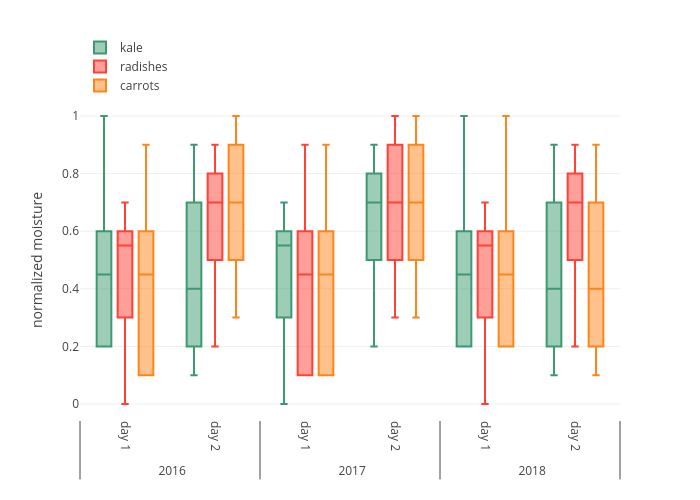 kale
radishes
carrots
normalized moisture
1
0.8
0.6
0.4
0.2
0
day 1
day 2
day 1
day 2
day 1
day 2
2016
2017
2018